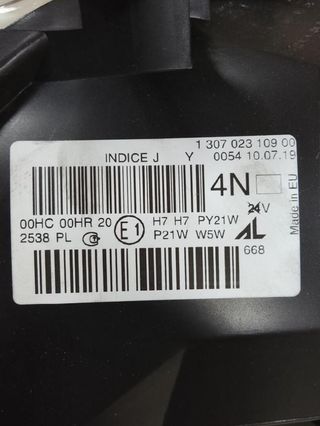 1 307 023 109 00
INDICE J Y 0054 10.07.19
4N
24V
Made in EU
00HC 00HR 20 E1 H7 H7 PY21W
2538 PL P21W W5W AL
668